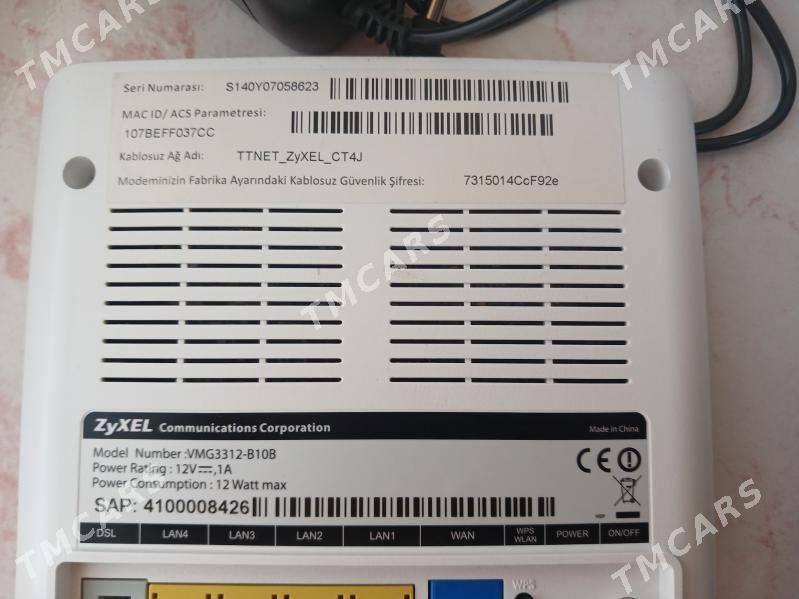 Seri Numarası: S140Y07058623
MAC ID/ ACS Parametresi:
107BEFF037CC
Kablosuz Ağ Adı: TTNET_ZyXEL_CT4J
Modeminizin Fabrika Ayarındaki Kablosuz Güvenlik Şifresi: 7315014CcF92e
ZyXEL Communications Corporation Made in China
Model Number :VMG3312-B10B
Power Rating : 12V⎓,1A
Power Consumption : 12 Watt max
SAP: 4100008426
DSL LAN4 LAN3 LAN2 LAN1 WAN WPS WLAN POWER ON/OFF
WPS
TMCARS
TMCARS
TMCARS
TMCARS
TMCARS